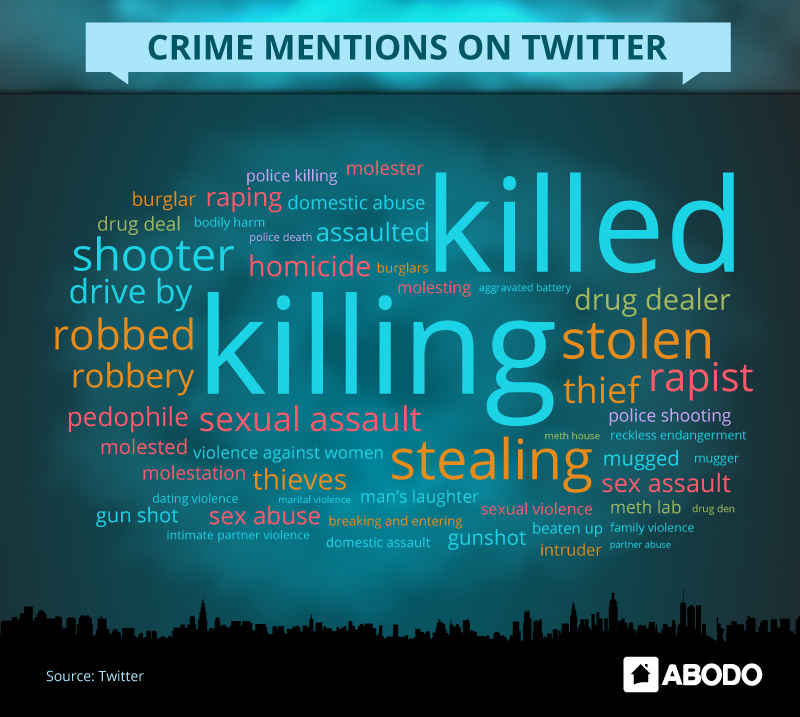 CRIME MENTIONS ON TWITTER
police killing molester
burglar raping domestic abuse killed
drug deal bodily harm
police death assaulted
shooter homicide burglars
drive by molesting aggravated battery drug dealer
robbed killing stolen
robbery thief rapist
pedophile sexual assault police shooting
meth house reckless endangerment
molested violence against women stealing mugged mugger
molestation thieves sex assault
dating violence marital violence man's laughter sexual violence meth lab drug den
gun shot sex abuse breaking and entering beaten up family violence
intimate partner violence domestic assault gunshot intruder partner abuse
Source: Twitter
ABODO